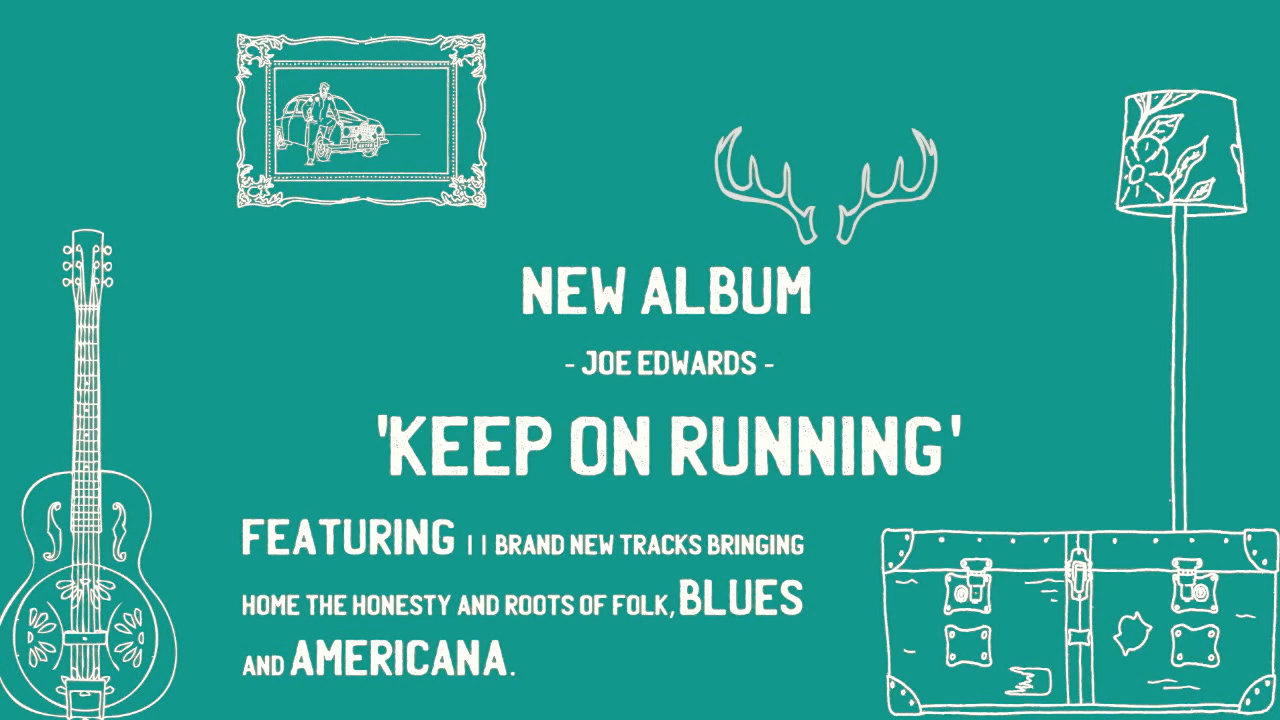 NEW ALBUM
- JOE EDWARDS -
'KEEP ON RUNNING'
FEATURING 11 BRAND NEW TRACKS BRINGING
HOME THE HONESTY AND ROOTS OF FOLK, BLUES
AND AMERICANA.